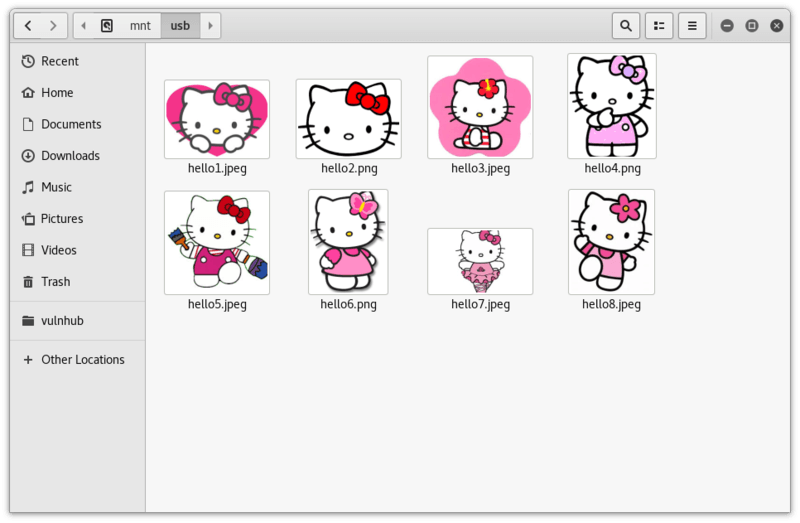 mnt usb
Recent
Home
Documents
Downloads
Music
Pictures
Videos
Trash
vulnhub
Other Locations
hello1.jpeg hello2.png hello3.jpeg hello4.png
hello5.jpeg hello6.png hello7.jpeg hello8.jpeg